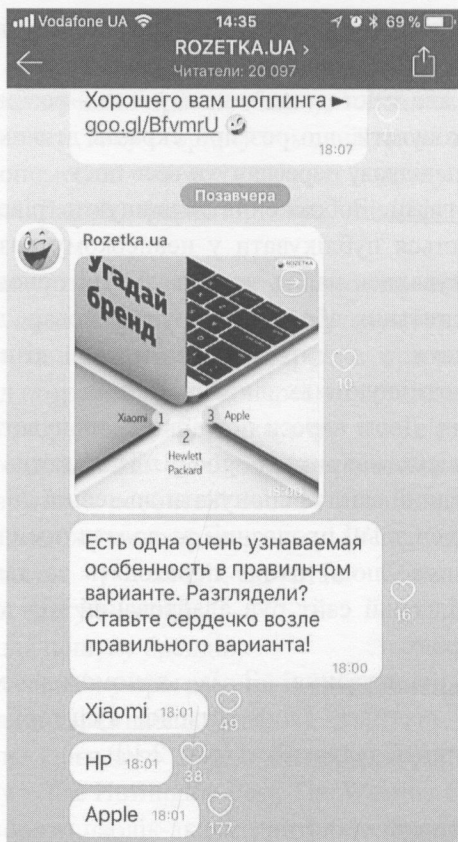 Vodafone UA 14:35 69 %
ROZETKA.UA >
Читатели: 20 097
Хорошего вам шоппинга ►
goo.gl/BfvmrU
18:07
Позавчера
Rozetka.ua
ROZETKA
Угадай
бренд
10
Xiaomi 1 3 Apple
2
Hewlett
Packard
Есть одна очень узнаваемая
особенность в правильном
варианте. Разглядели?
Ставьте сердечко возле
правильного варианта!
16
18:00
Xiaomi 18:01 49
HP 18:01 38
Apple 18:01 177